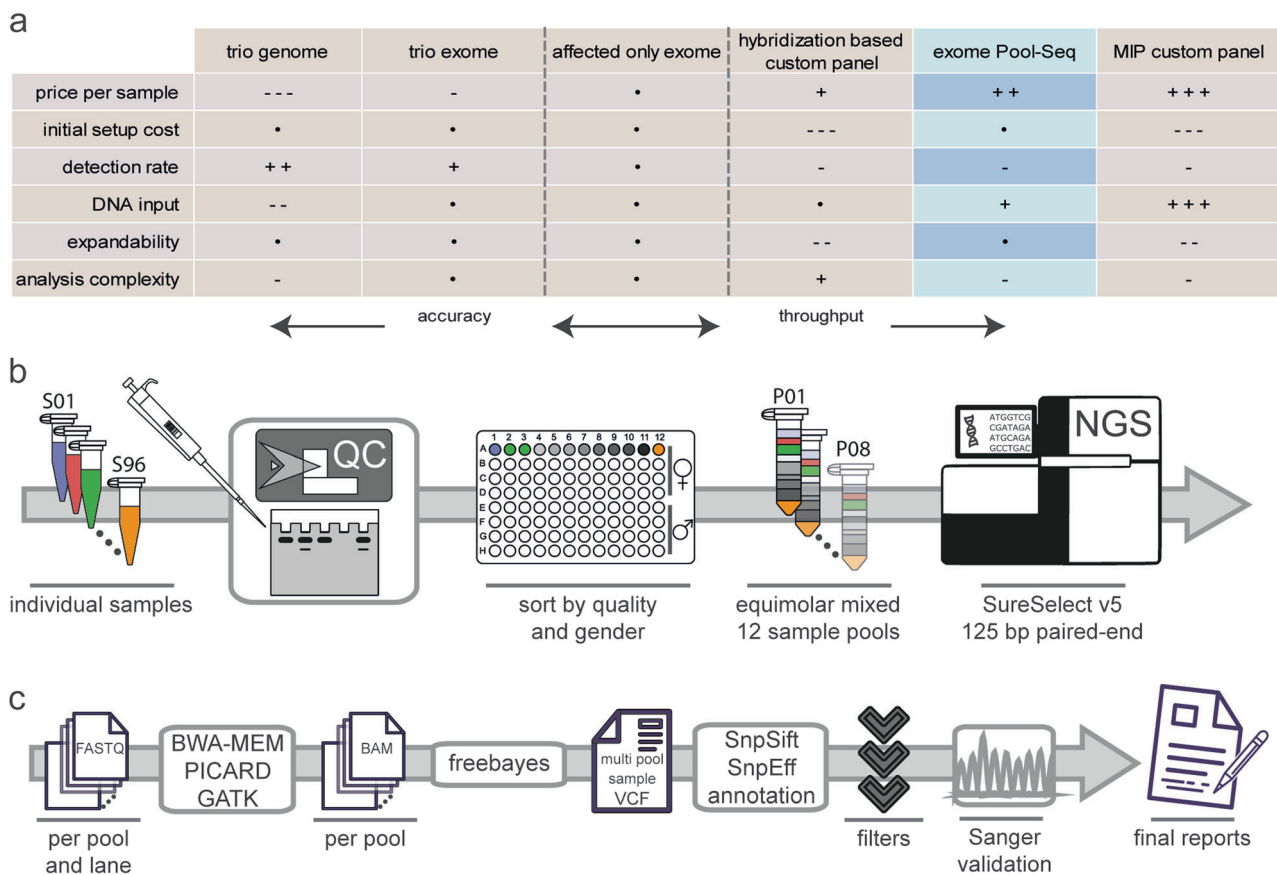 a
trio genome trio exome affected only exome hybridization based custom panel exome Pool-Seq MIP custom panel
price per sample - - - - • + + + + + +
initial setup cost • • • - - - • - - -
detection rate + + + • - - -
DNA input - - • • • + + + +
expandability • • • - - • - -
analysis complexity - • • + - -
accuracy throughput
b
S01
S96
QC
1 2 3 4 5 6 7 8 9 10 11 12
A
B
C
D
E
F
G
H
♀
♂
P01
P08
ATGGTCG
CGATAGA
ATGCAGA
GCCTGAC
NGS
individual samples
sort by quality
and gender
equimolar mixed
12 sample pools
SureSelect v5
125 bp paired-end
c
FASTQ
BWA-MEM
PICARD
GATK
BAM
freebayes
multi pool
sample
VCF
SnpSift
SnpEff
annotation
per pool
and lane
per pool
filters
Sanger
validation
final reports